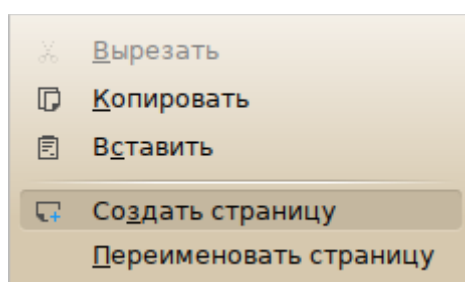 Вырезать
Копировать
Вставить
Создать страницу
Переименовать страницу